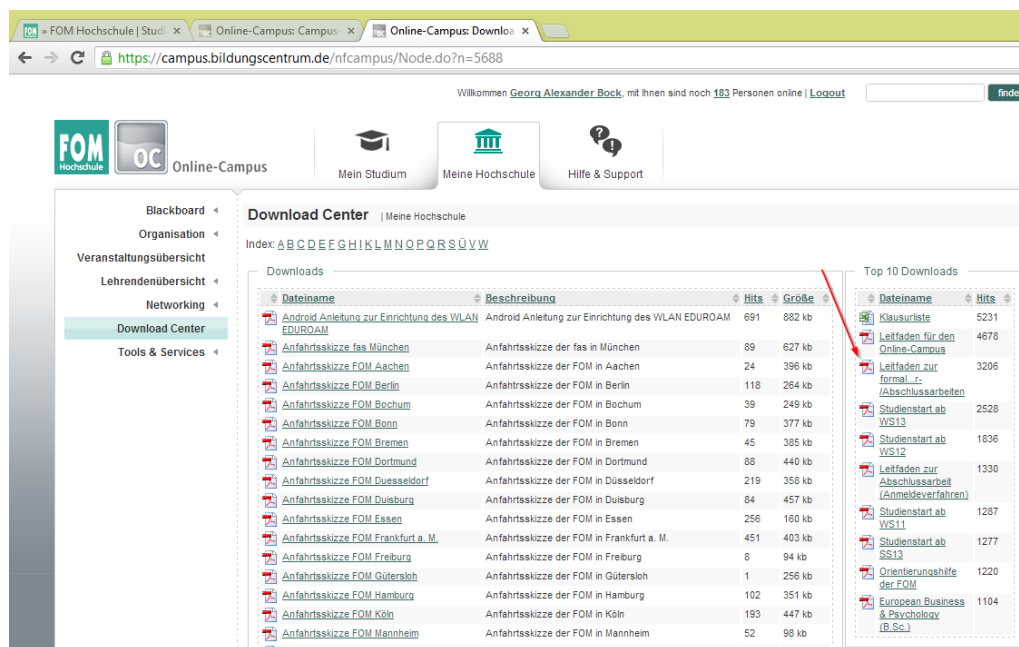 » FOM Hochschule | Studi
Online-Campus: Campus-
Online-Campus: Downloa
https://campus.bildungscentrum.de/nfcampus/Node.do?n=5688
Willkommen Georg Alexander Bock, mit Ihnen sind noch 183 Personen online | Logout
finde
FOM
Hochschule
OC
Online-Campus
Mein Studium
Meine Hochschule
Hilfe & Support
Blackboard
Organisation
Veranstaltungsübersicht
Lehrendenübersicht
Networking
Download Center
Tools & Services
Download Center | Meine Hochschule
Index: A B C D E F G H I K L M N O P Q R S Ü V W
Downloads
Dateiname Beschreibung Hits Größe
Android Anleitung zur Einrichtung des WLAN Android Anleitung zur Einrichtung des WLAN EDUROAM 691 882 kb
EDUROAM
Anfahrtsskizze fas München Anfahrtsskizze der fas in München 89 627 kb
Anfahrtsskizze FOM Aachen Anfahrtsskizze der FOM in Aachen 24 396 kb
Anfahrtsskizze FOM Berlin Anfahrtsskizze der FOM in Berlin 118 264 kb
Anfahrtsskizze FOM Bochum Anfahrtsskizze der FOM in Bochum 39 249 kb
Anfahrtsskizze FOM Bonn Anfahrtsskizze der FOM in Bonn 79 377 kb
Anfahrtsskizze FOM Bremen Anfahrtsskizze der FOM in Bremen 45 385 kb
Anfahrtsskizze FOM Dortmund Anfahrtsskizze der FOM in Dortmund 88 440 kb
Anfahrtsskizze FOM Duesseldorf Anfahrtsskizze der FOM in Düsseldorf 219 358 kb
Anfahrtsskizze FOM Duisburg Anfahrtsskizze der FOM in Duisburg 84 457 kb
Anfahrtsskizze FOM Essen Anfahrtsskizze der FOM in Essen 256 160 kb
Anfahrtsskizze FOM Frankfurt a. M. Anfahrtsskizze der FOM in Frankfurt a. M. 451 403 kb
Anfahrtsskizze FOM Freiburg Anfahrtsskizze der FOM in Freiburg 8 94 kb
Anfahrtsskizze FOM Gütersloh Anfahrtsskizze der FOM in Gütersloh 1 256 kb
Anfahrtsskizze FOM Hamburg Anfahrtsskizze der FOM in Hamburg 102 351 kb
Anfahrtsskizze FOM Köln Anfahrtsskizze der FOM in Köln 193 447 kb
Anfahrtsskizze FOM Mannheim Anfahrtsskizze der FOM in Mannheim 52 98 kb
Top 10 Downloads
Dateiname Hits
Klausurliste 5231
Leitfaden für den 4678
Online-Campus
Leitfaden zur 3206
formal...r-
/Abschlussarbeiten
Studienstart ab 2528
WS13
Studienstart ab 1836
WS12
Leitfaden zur 1330
Abschlussarbeit
(Anmeldeverfahren)
Studienstart ab 1287
WS11
Studienstart ab 1277
SS13
Orientierungshilfe 1220
der FOM
European Business 1104
& Psychology
(B.Sc.)